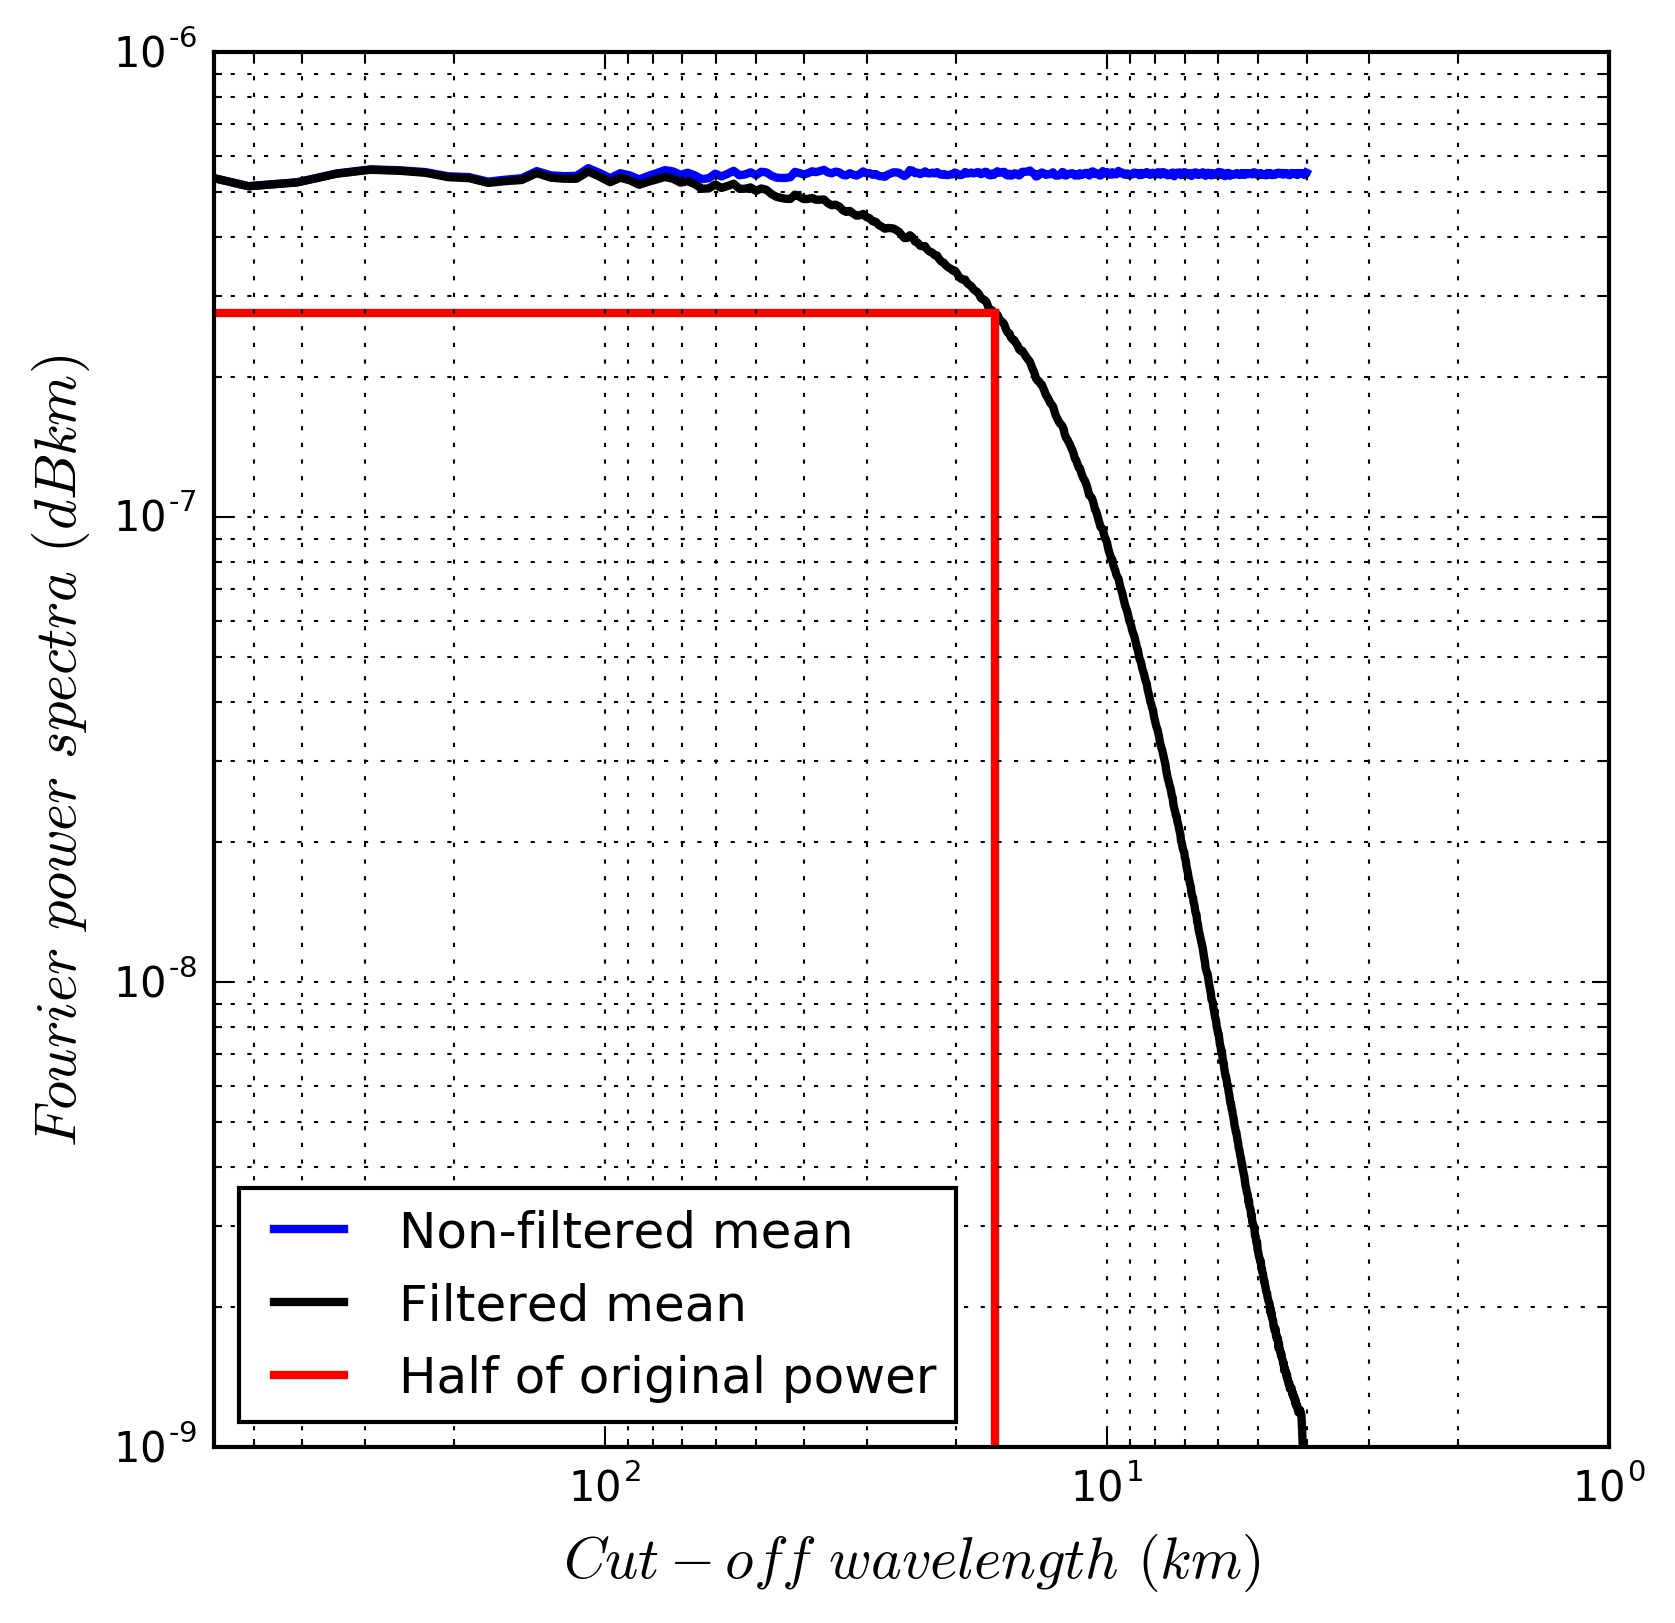 10^-6
10^-7
10^-8
10^-9
Fourier power spectra (dBkm)
Non-filtered mean
Filtered mean
Half of original power
10^2 10^1 10^0
Cut − off wavelength (km)